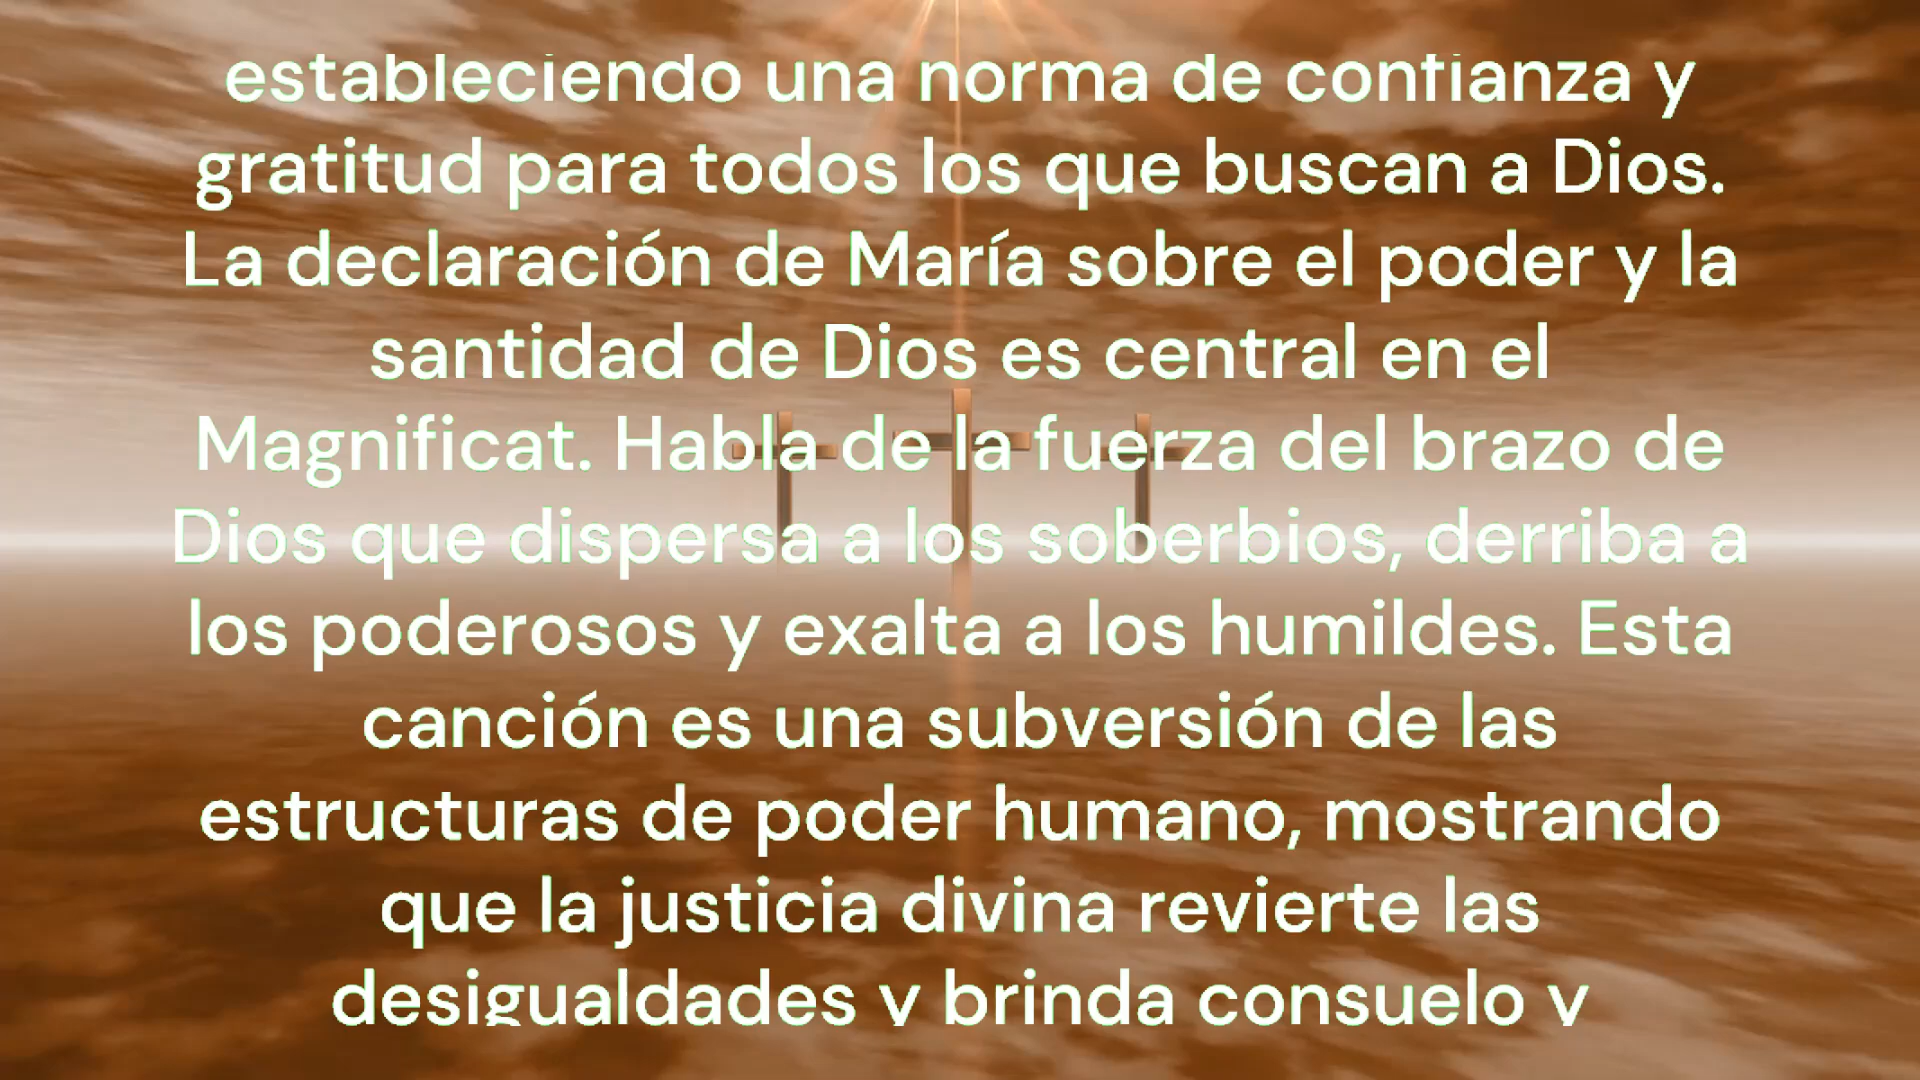 estableciendo una norma de confianza y
gratitud para todos los que buscan a Dios.
La declaración de María sobre el poder y la
santidad de Dios es central en el
Magnificat. Habla de la fuerza del brazo de
Dios que dispersa a los soberbios, derriba a
los poderosos y exalta a los humildes. Esta
canción es una subversión de las
estructuras de poder humano, mostrando
que la justicia divina revierte las
desigualdades y brinda consuelo y